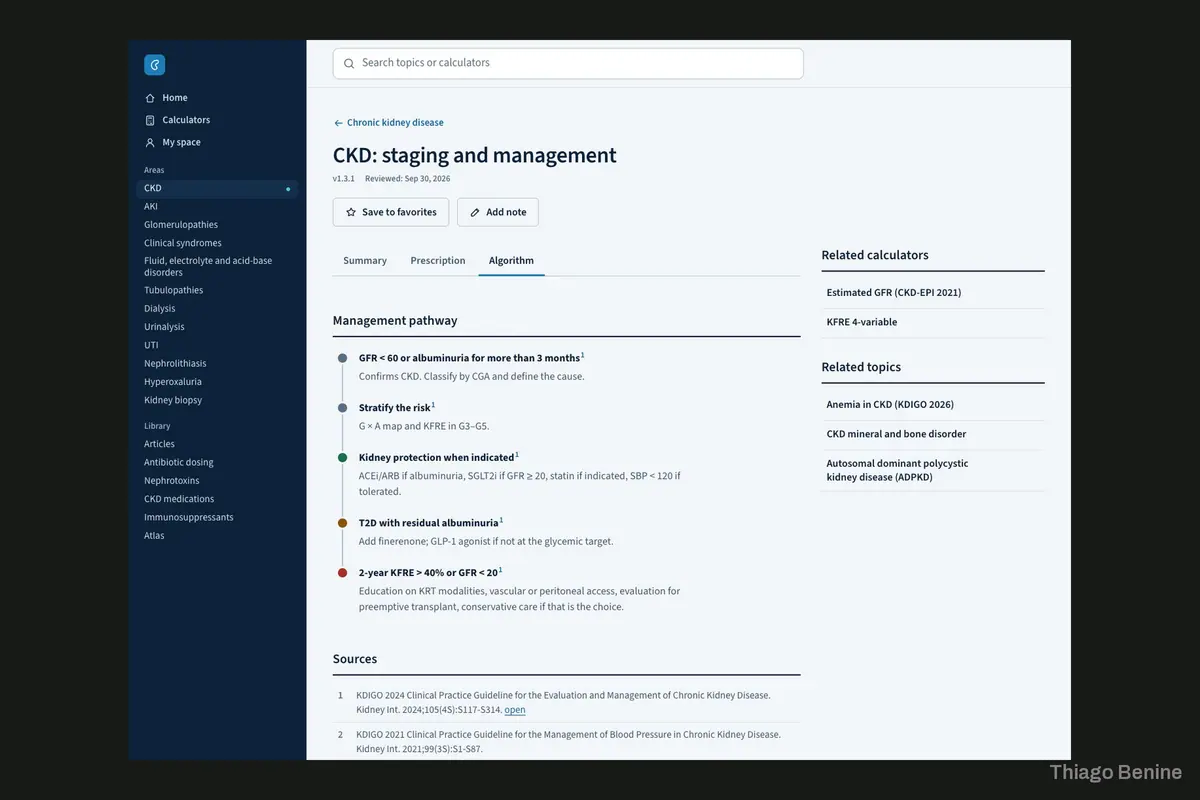 Home
Calculators
My space
Areas
CKD
AKI
Glomerulopathies
Clinical syndromes
Fluid, electrolyte and acid-base
disorders
Tubulopathies
Dialysis
Urinalysis
UTI
Nephrolithiasis
Hyperoxaluria
Kidney biopsy
Library
Articles
Antibiotic dosing
Nephrotoxins
CKD medications
Immunosuppressants
Atlas
Search topics or calculators
← Chronic kidney disease
CKD: staging and management
v1.3.1 Reviewed: Sep 30, 2026
Save to favorites Add note
Summary Prescription Algorithm
Management pathway
GFR < 60 or albuminuria for more than 3 months¹
Confirms CKD. Classify by CGA and define the cause.
Stratify the risk¹
G × A map and KFRE in G3–G5.
Kidney protection when indicated¹
ACEi/ARB if albuminuria, SGLT2i if GFR ≥ 20, statin if indicated, SBP < 120 if
tolerated.
T2D with residual albuminuria¹
Add finerenone; GLP-1 agonist if not at the glycemic target.
2-year KFRE > 40% or GFR < 20¹
Education on KRT modalities, vascular or peritoneal access, evaluation for
preemptive transplant, conservative care if that is the choice.
Sources
1 KDIGO 2024 Clinical Practice Guideline for the Evaluation and Management of Chronic Kidney Disease.
Kidney Int. 2024;105(4S):S117-S314. open
2 KDIGO 2021 Clinical Practice Guideline for the Management of Blood Pressure in Chronic Kidney Disease.
Kidney Int. 2021;99(3S):S1-S87.
Related calculators
Estimated GFR (CKD-EPI 2021)
KFRE 4-variable
Related topics
Anemia in CKD (KDIGO 2026)
CKD mineral and bone disorder
Autosomal dominant polycystic
kidney disease (ADPKD)
Thiago Benine